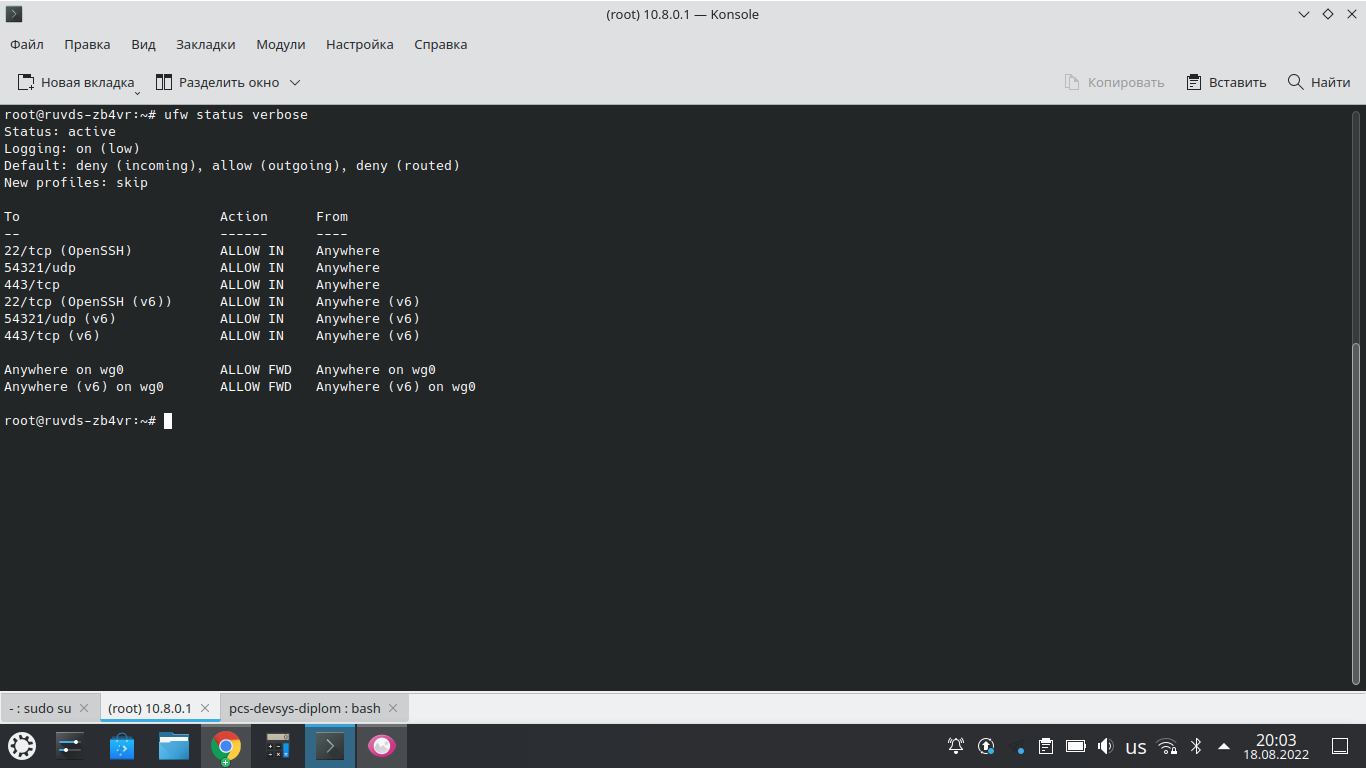 (root) 10.8.0.1 — Konsole
Файл Правка Вид Закладки Модули Настройка Справка
Новая вкладка Разделить окно Копировать Вставить Найти
root@ruvds-zb4vr:~# ufw status verbose
Status: active
Logging: on (low)
Default: deny (incoming), allow (outgoing), deny (routed)
New profiles: skip
To                         Action      From
--                         ------      ----
22/tcp (OpenSSH)           ALLOW IN    Anywhere
54321/udp                  ALLOW IN    Anywhere
443/tcp                    ALLOW IN    Anywhere
22/tcp (OpenSSH (v6))      ALLOW IN    Anywhere (v6)
54321/udp (v6)             ALLOW IN    Anywhere (v6)
443/tcp (v6)               ALLOW IN    Anywhere (v6)
Anywhere on wg0            ALLOW FWD   Anywhere on wg0
Anywhere (v6) on wg0       ALLOW FWD   Anywhere (v6) on wg0
root@ruvds-zb4vr:~#
- : sudo su (root) 10.8.0.1 pcs-devsys-diplom : bash
us 20:03
18.08.2022